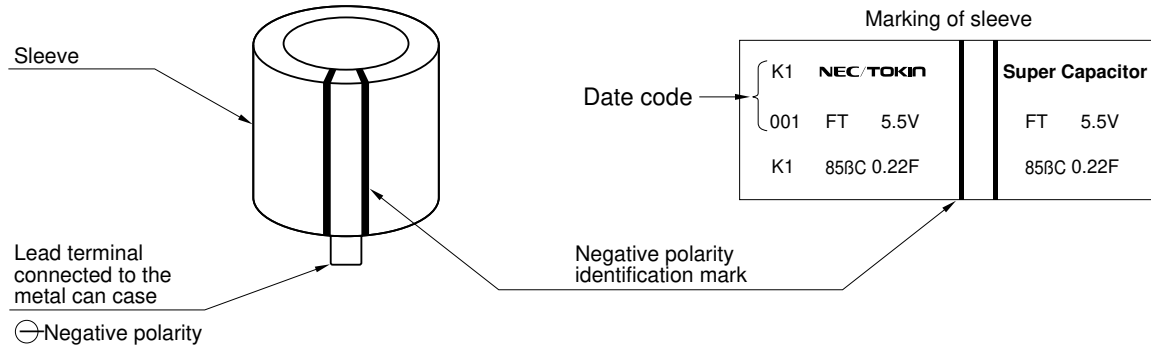 Marking of sleeve
Sleeve
K1 NEC/TOKIN Super Capacitor
Date code
001 FT 5.5V FT 5.5V
K1 85ßC 0.22F 85ßC 0.22F
Lead terminal
connected to the
metal can case
Negative polarity
identification mark
Negative polarity